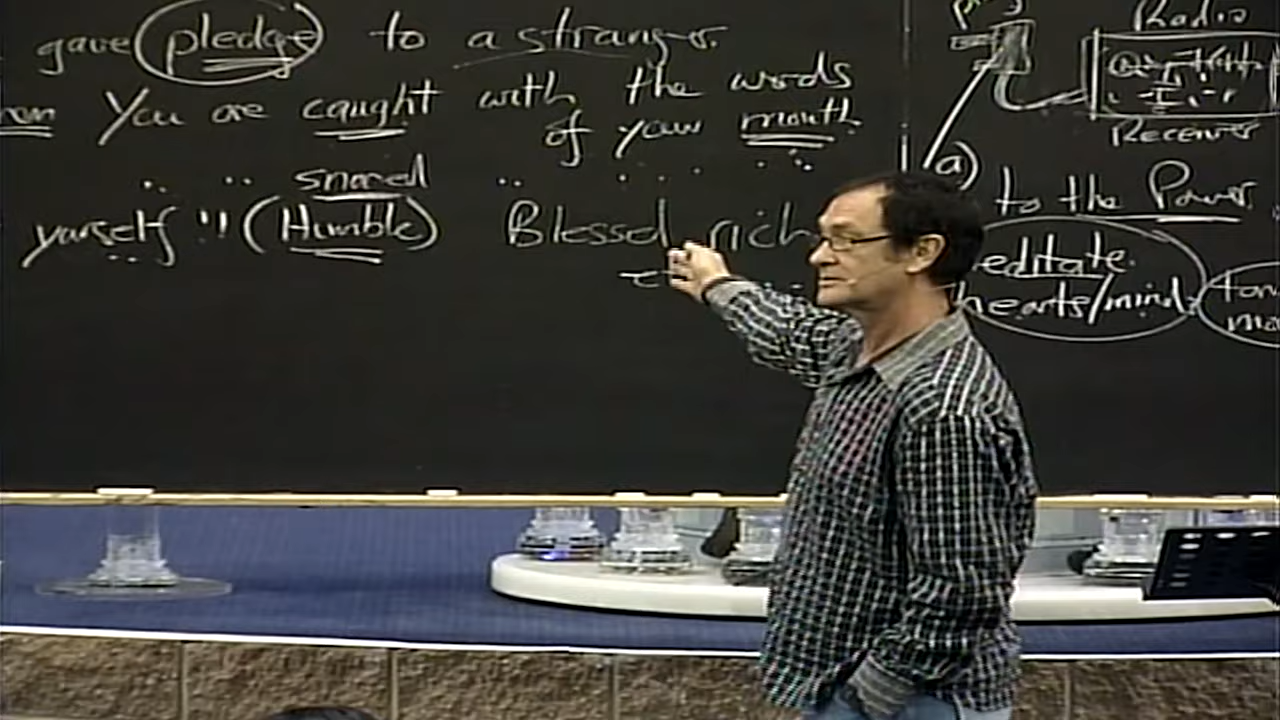 gave pledge to a stranger.
You are caught with the words
of your mouth
.. .. snared .. . . . . ..
yourself !! (Humble) Blessed rich
Radio
Receiver
a)
to the Power
editate.
hearts/mind